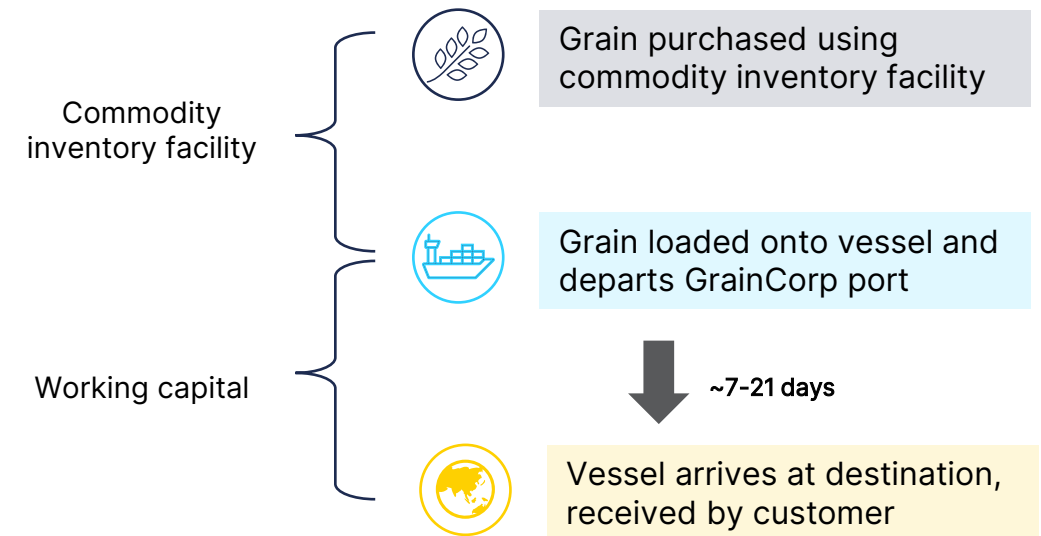 Grain purchased using
commodity inventory facility
Commodity
inventory facility
Grain loaded onto vessel and
departs GrainCorp port
Working capital
~7-21 days
Vessel arrives at destination,
received by customer